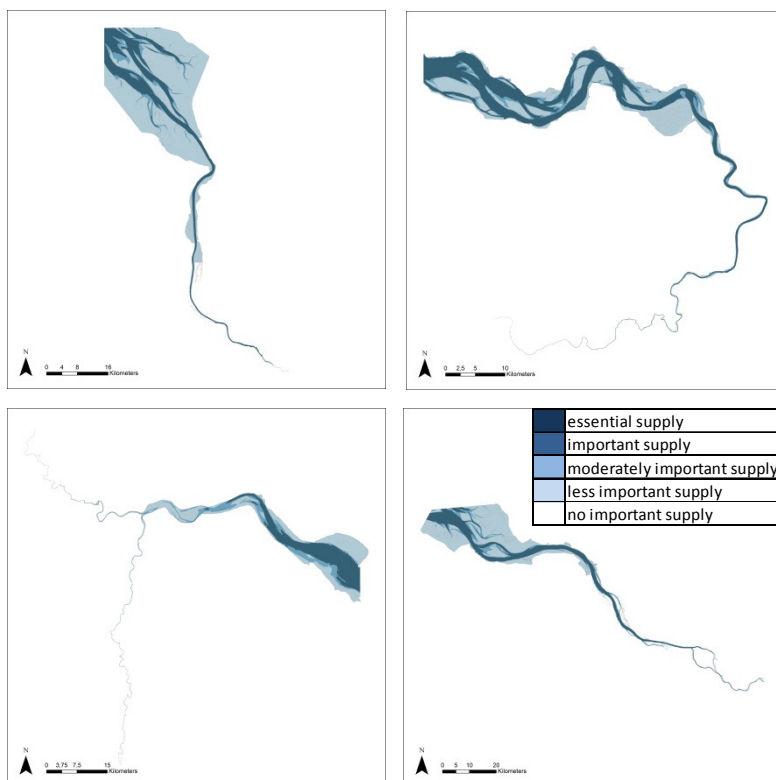 N
0 4 8 16
Kilometers
N
0 2,5 5 10
Kilometers
essential supply
important supply
moderately important supply
less important supply
no important supply
N
0 3,75 7,5 15
Kilometers
N
0 5 10 20
Kilometers